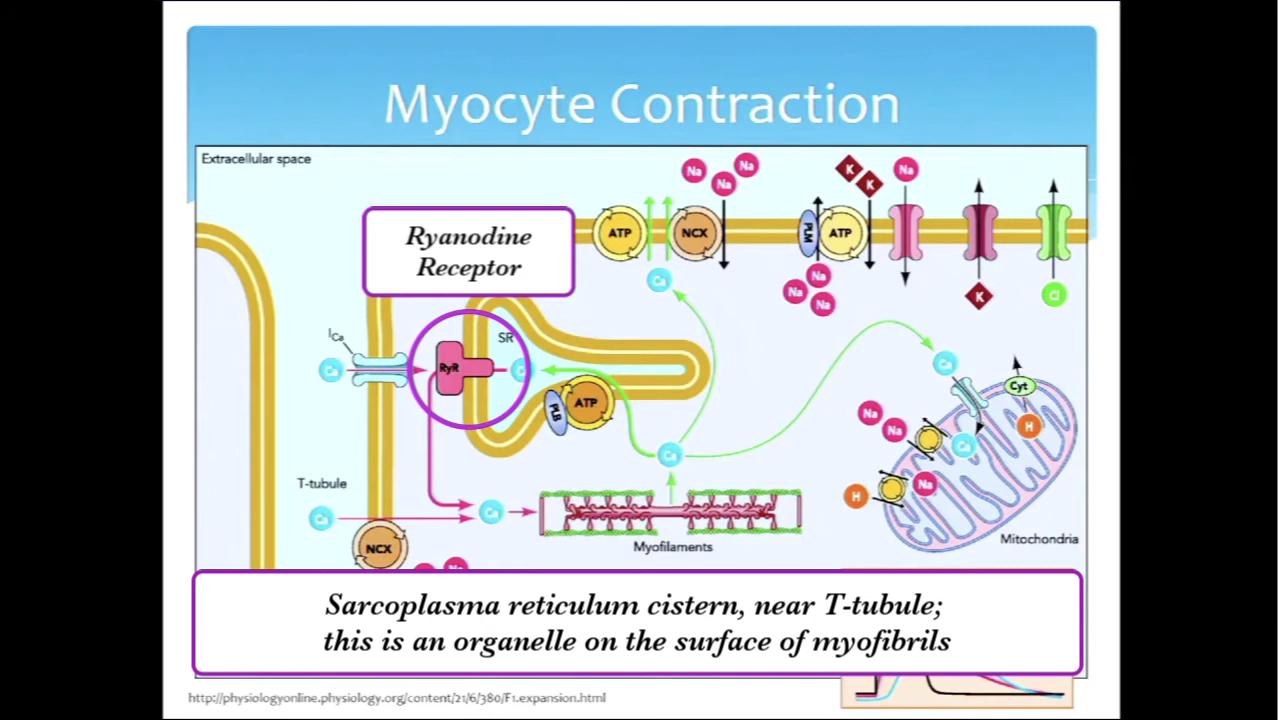 Myocyte Contraction
Extracellular space
Na
Na
Na
K
K
Na
Ryanodine
Receptor
ATP
NCX
PLM
ATP
Ca
Na
Na
Na
K
Cl
ICa
SR
Ca
RyR
Ca
PLB
ATP
Ca
Cyt
H
Na
Na
Ca
Ca
T-tubule
Ca
Ca
H
Na
NCX
Myofilaments
Mitochondria
Na
Sarcoplasma reticulum cistern, near T-tubule;
this is an organelle on the surface of myofibrils
http://physiologyonline.physiology.org/content/21/6/380/F1.expansion.html